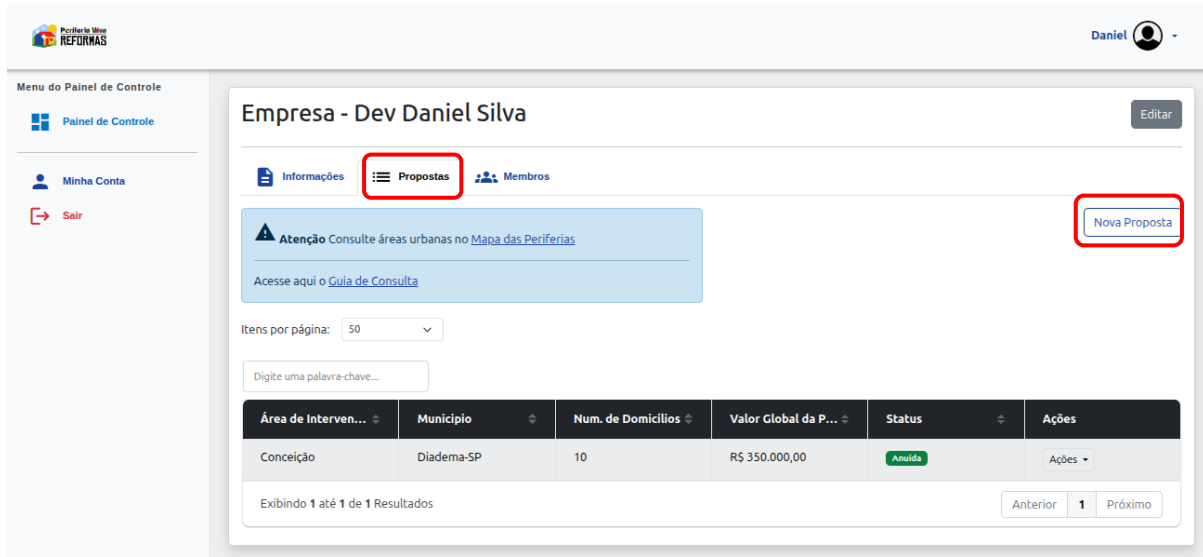 Periferia Viva
REFORMAS
Daniel
Menu do Painel de Controle
Painel de Controle
Minha Conta
Sair
Empresa - Dev Daniel Silva
Editar
Informações
Propostas
Membros
Nova Proposta
Atenção Consulte áreas urbanas no Mapa das Periferias
Acesse aqui o Guia de Consulta
Itens por página: 50
Digite uma palavra-chave...
Área de Interven... Municipio Num. de Domicílios Valor Global da P... Status Ações
Conceição Diadema-SP 10 R$ 350.000,00 Anuída Ações
Exibindo 1 até 1 de 1 Resultados
Anterior 1 Próximo